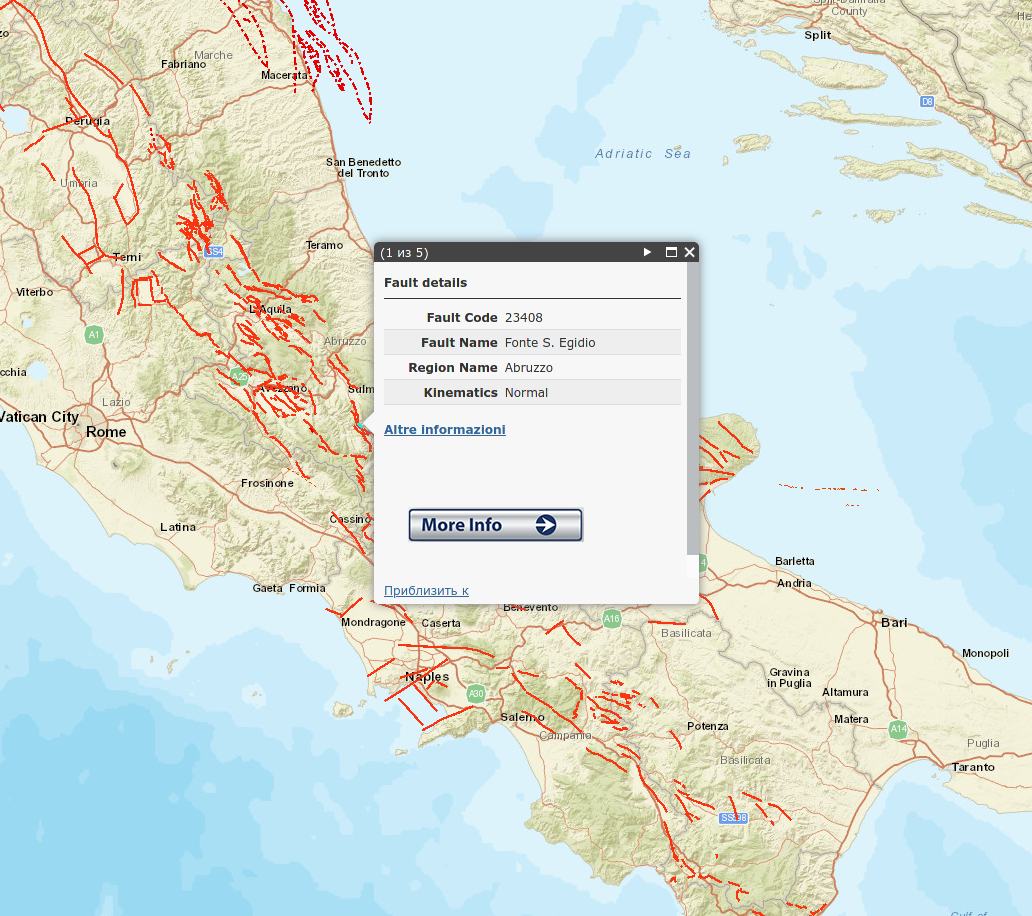 Split-Dalmatia
County
Split
Marche
Fabriano
Macerata
D8
Perugia
Adriatic Sea
San Benedetto
del Tronto
Umbria
Teramo
SS4
Terni
Viterbo
L'Aquila
A1
Abruzzo
A25
Avezzano
Sulm
cchia
Lazio
Vatican City
Rome
Frosinone
Cassino
Latina
Gaeta Formia
(1 из 5)
Fault details
Fault Code 23408
Fault Name Fonte S. Egidio
Region Name Abruzzo
Kinematics Normal
Altre informazioni
More Info
Приблизить к
4
Barletta
Andria
Benevento
A16
Mondragone
Caserta
Basilicata
Bari
Monopoli
Naples
A30
Gravina
in Puglia
Altamura
Salerno
Matera
Potenza
A14
Campania
Puglia
Basilicata
Taranto
Gulf of